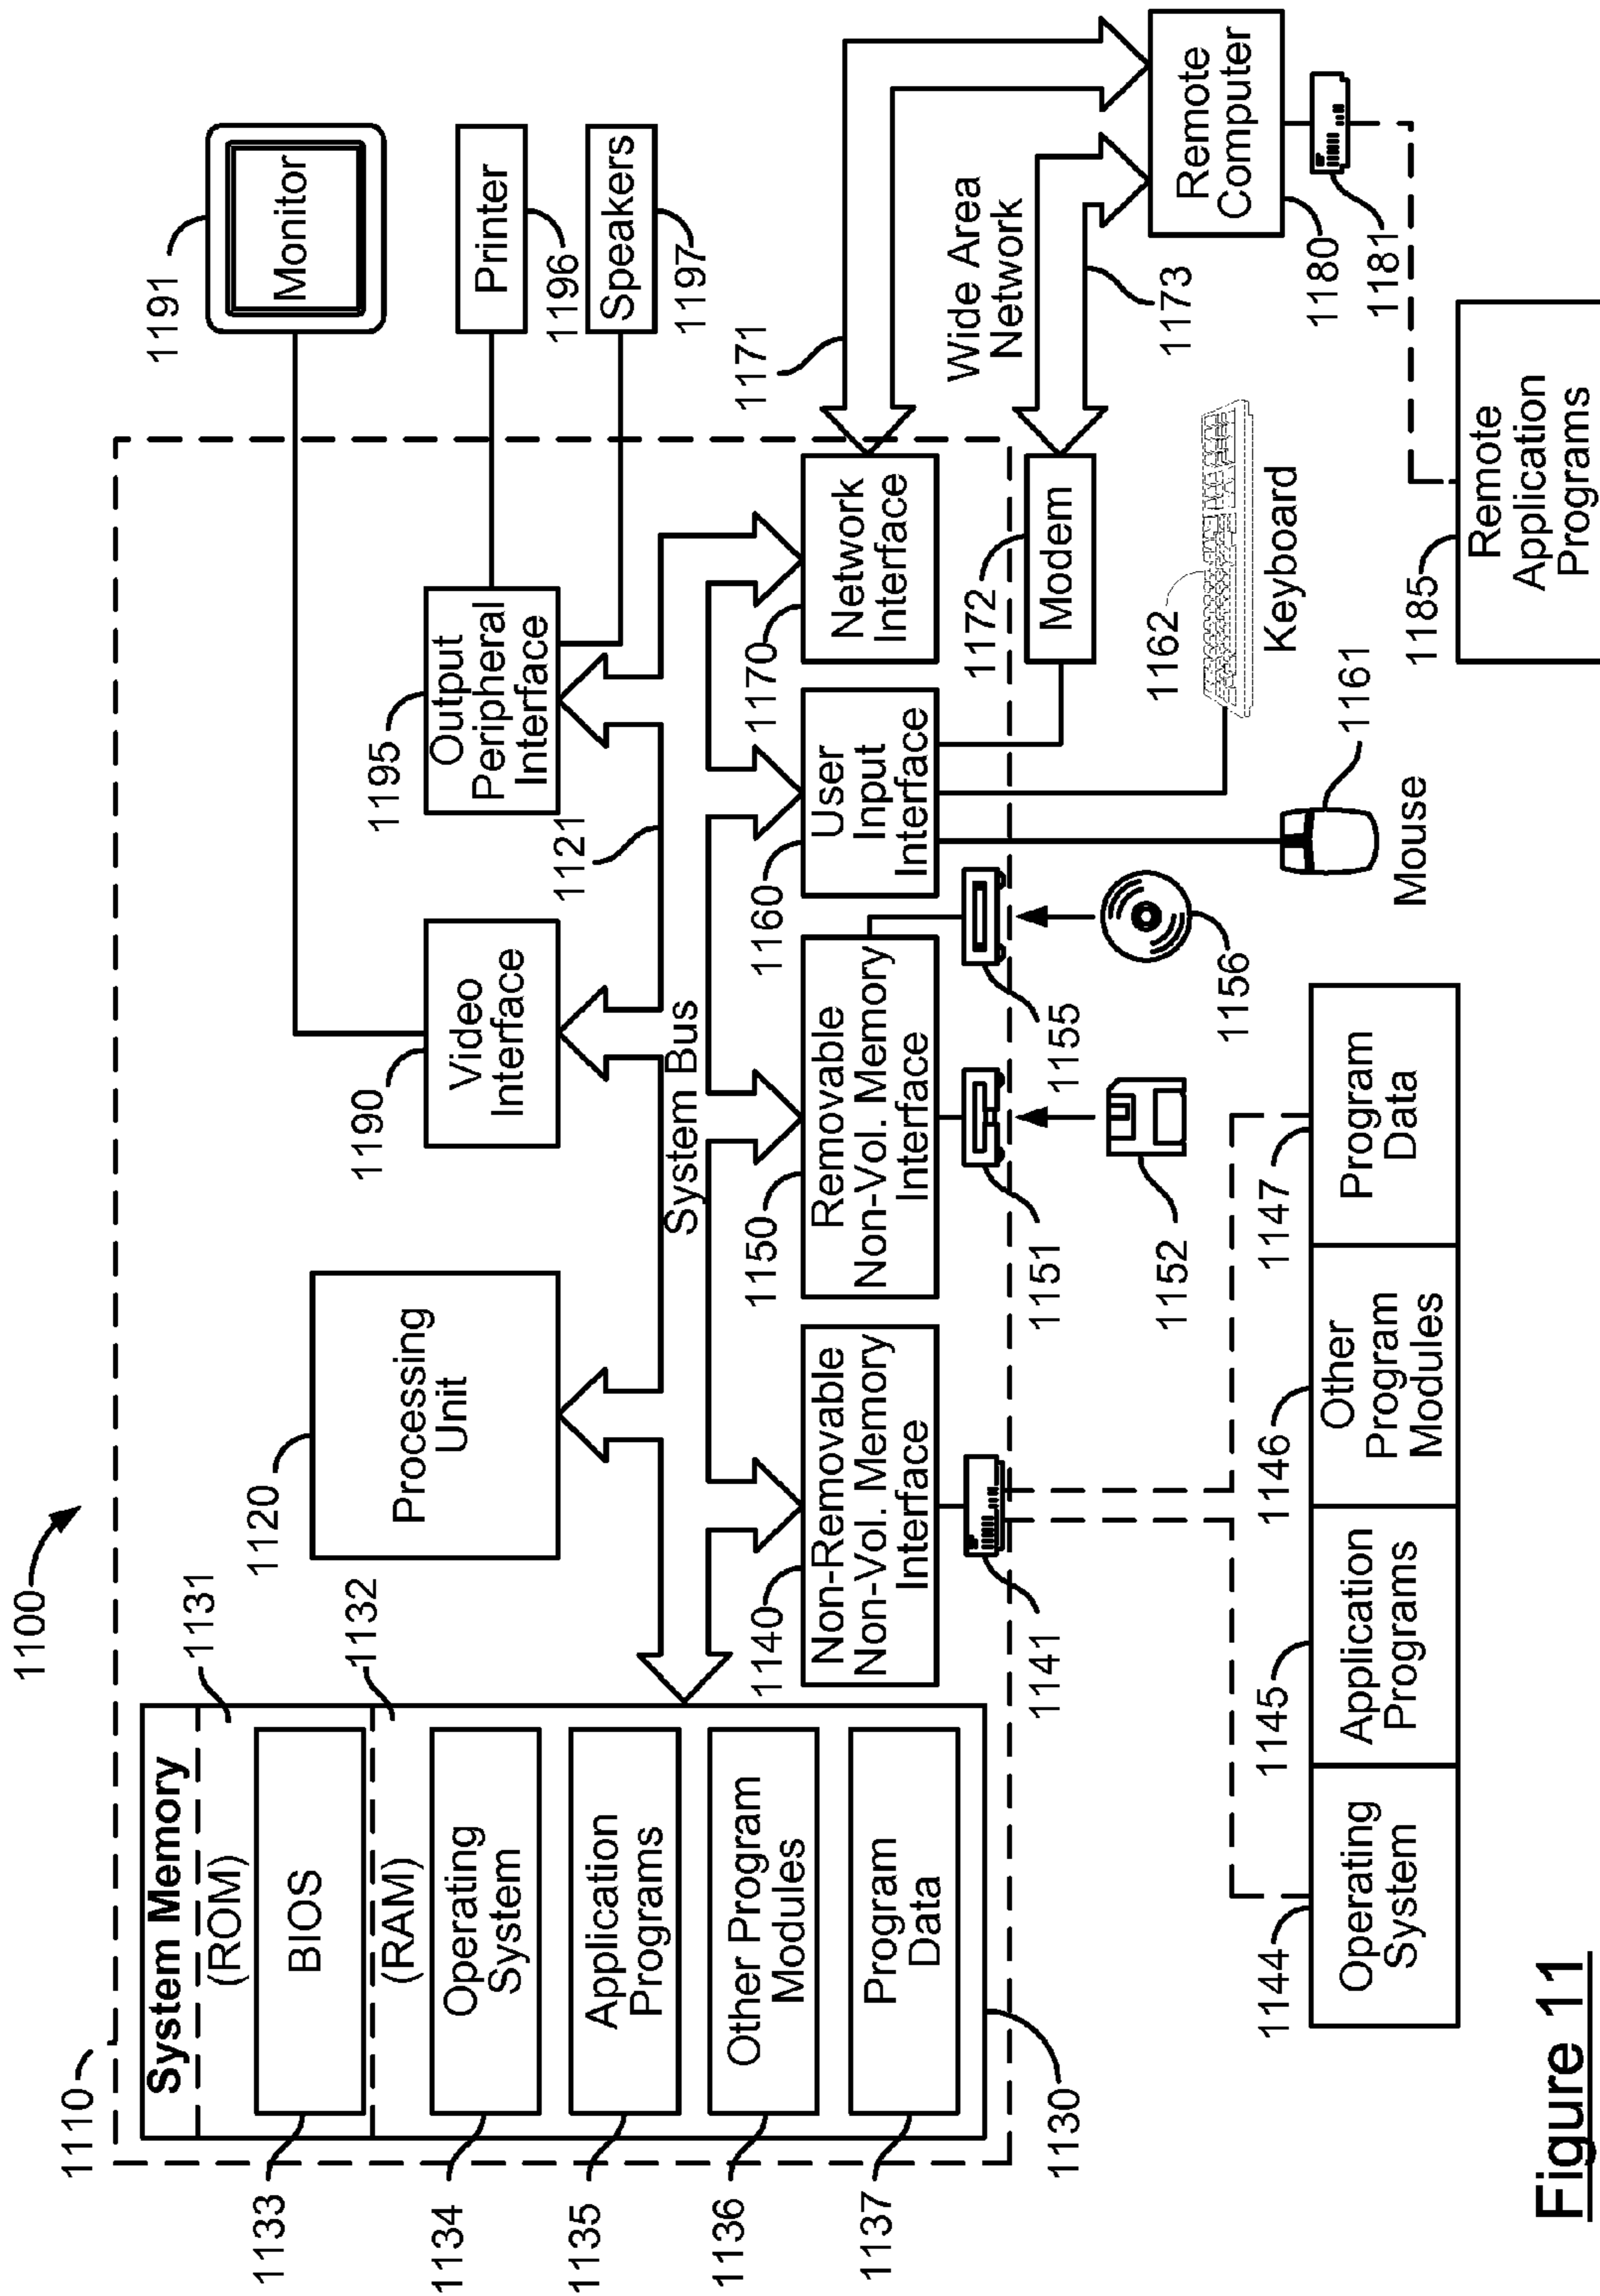 1100
1110
System Memory
(ROM)
1131
BIOS
1133
(RAM)
1132
Operating
System
1134
Application
Programs
1135
Other Program
Modules
1136
Program
Data
1137
1130
1120
Processing
Unit
1190
Video
Interface
1195
Output
Peripheral
Interface
1191
Monitor
Printer
1196
Speakers
1197
1121
System Bus
1140
Non-Removable
Non-Vol. Memory
Interface
1150
Removable
Non-Vol. Memory
Interface
1160
User
Input
Interface
1170
Network
Interface
1171
Wide Area
Network
1173
1172
Modem
1141
1151
1155
1152
1156
1161
Mouse
1162
Keyboard
Remote
Computer
1180
1181
1185
Remote
Application
Programs
1144
Operating
System
1145
Application
Programs
1146
Other
Program
Modules
1147
Program
Data
Figure 11